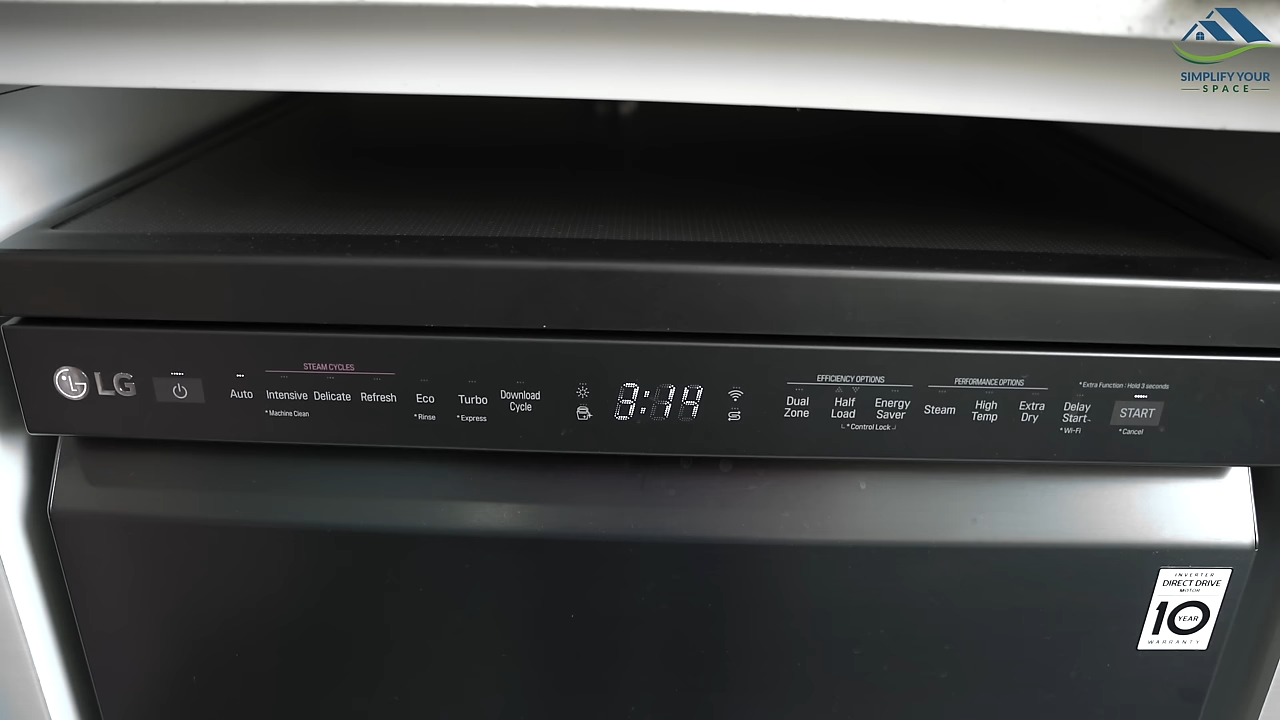 SIMPLIFY YOUR
SPACE
LG
STEAM CYCLES
Auto
Intensive
Delicate
Refresh
*Machine Clean
Eco
*Rinse
Turbo
*Express
Download
Cycle
3:14
EFFICIENCY OPTIONS
Dual
Zone
Half
Load
Energy
Saver
*Control Lock
PERFORMANCE OPTIONS
Steam
High
Temp
Extra
Dry
*Extra Function : Hold 3 seconds
Delay
Start
*Wi-Fi
START
*Cancel
INVERTER
DIRECT DRIVE
MOTOR
10 YEAR
WARRANTY